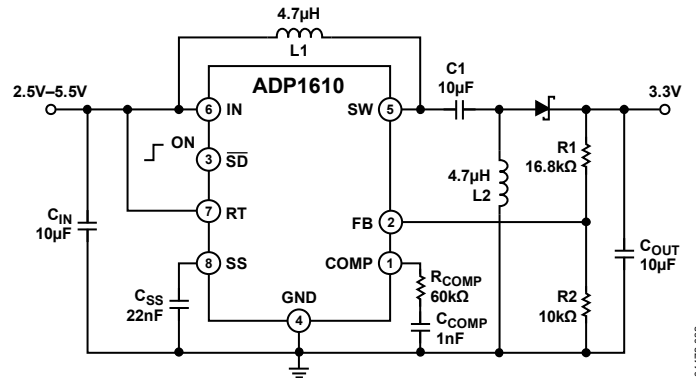 4.7µH
L1
2.5V–5.5V
ADP1610
C1
10µF
3.3V
6
IN
SW
5
ON
3
SD
4.7µH
L2
R1
16.8kΩ
CIN
10µF
7
RT
FB
2
8
SS
COMP
1
COUT
10µF
CSS
22nF
GND
4
RCOMP
60kΩ
CCOMP
1nF
R2
10kΩ